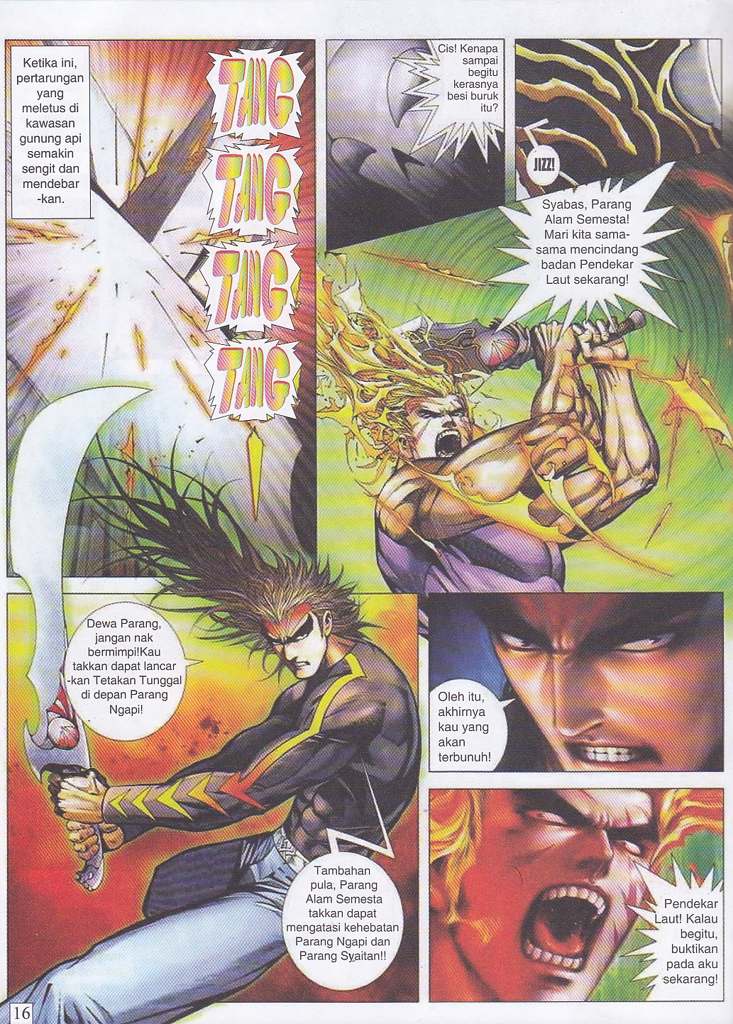 Ketika ini,
pertarungan
yang
meletus di
kawasan
gunung api
semakin
sengit dan
mendebar
-kan.
TANG
TANG
TANG
TANG
Cis! Kenapa
sampai
begitu
kerasnya
besi buruk
itu?
JIZZ!
Syabas, Parang
Alam Semesta!
Mari kita sama-
sama mencindang
badan Pendekar
Laut sekarang!
Dewa Parang,
jangan nak
bermimpi!Kau
takkan dapat lancar
-kan Tetakan Tunggal
di depan Parang
Ngapi!
Tambahan
pula, Parang
Alam Semesta
takkan dapat
mengatasi kehebatan
Parang Ngapi dan
Parang Syaitan!!
Oleh itu,
akhirnya
kau yang
akan
terbunuh!
Pendekar
Laut! Kalau
begitu,
buktikan
pada aku
sekarang!
16